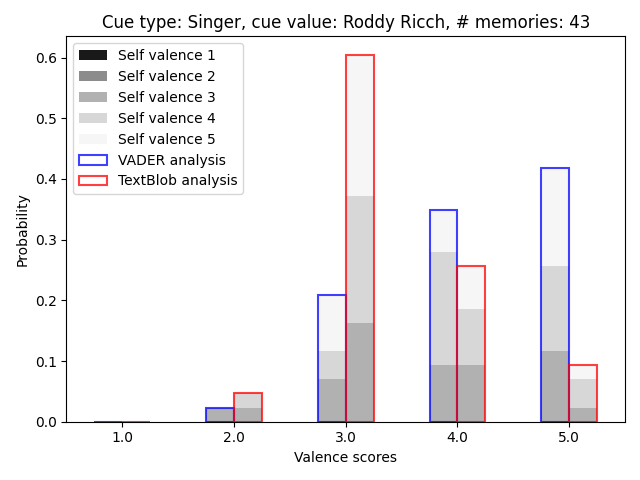 Cue type: Singer, cue value: Roddy Ricch, # memories: 43
Self valence 1
Self valence 2
Self valence 3
Self valence 4
Self valence 5
VADER analysis
TextBlob analysis
Probability
0.6
0.5
0.4
0.3
0.2
0.1
0.0
1.0 2.0 3.0 4.0 5.0
Valence scores